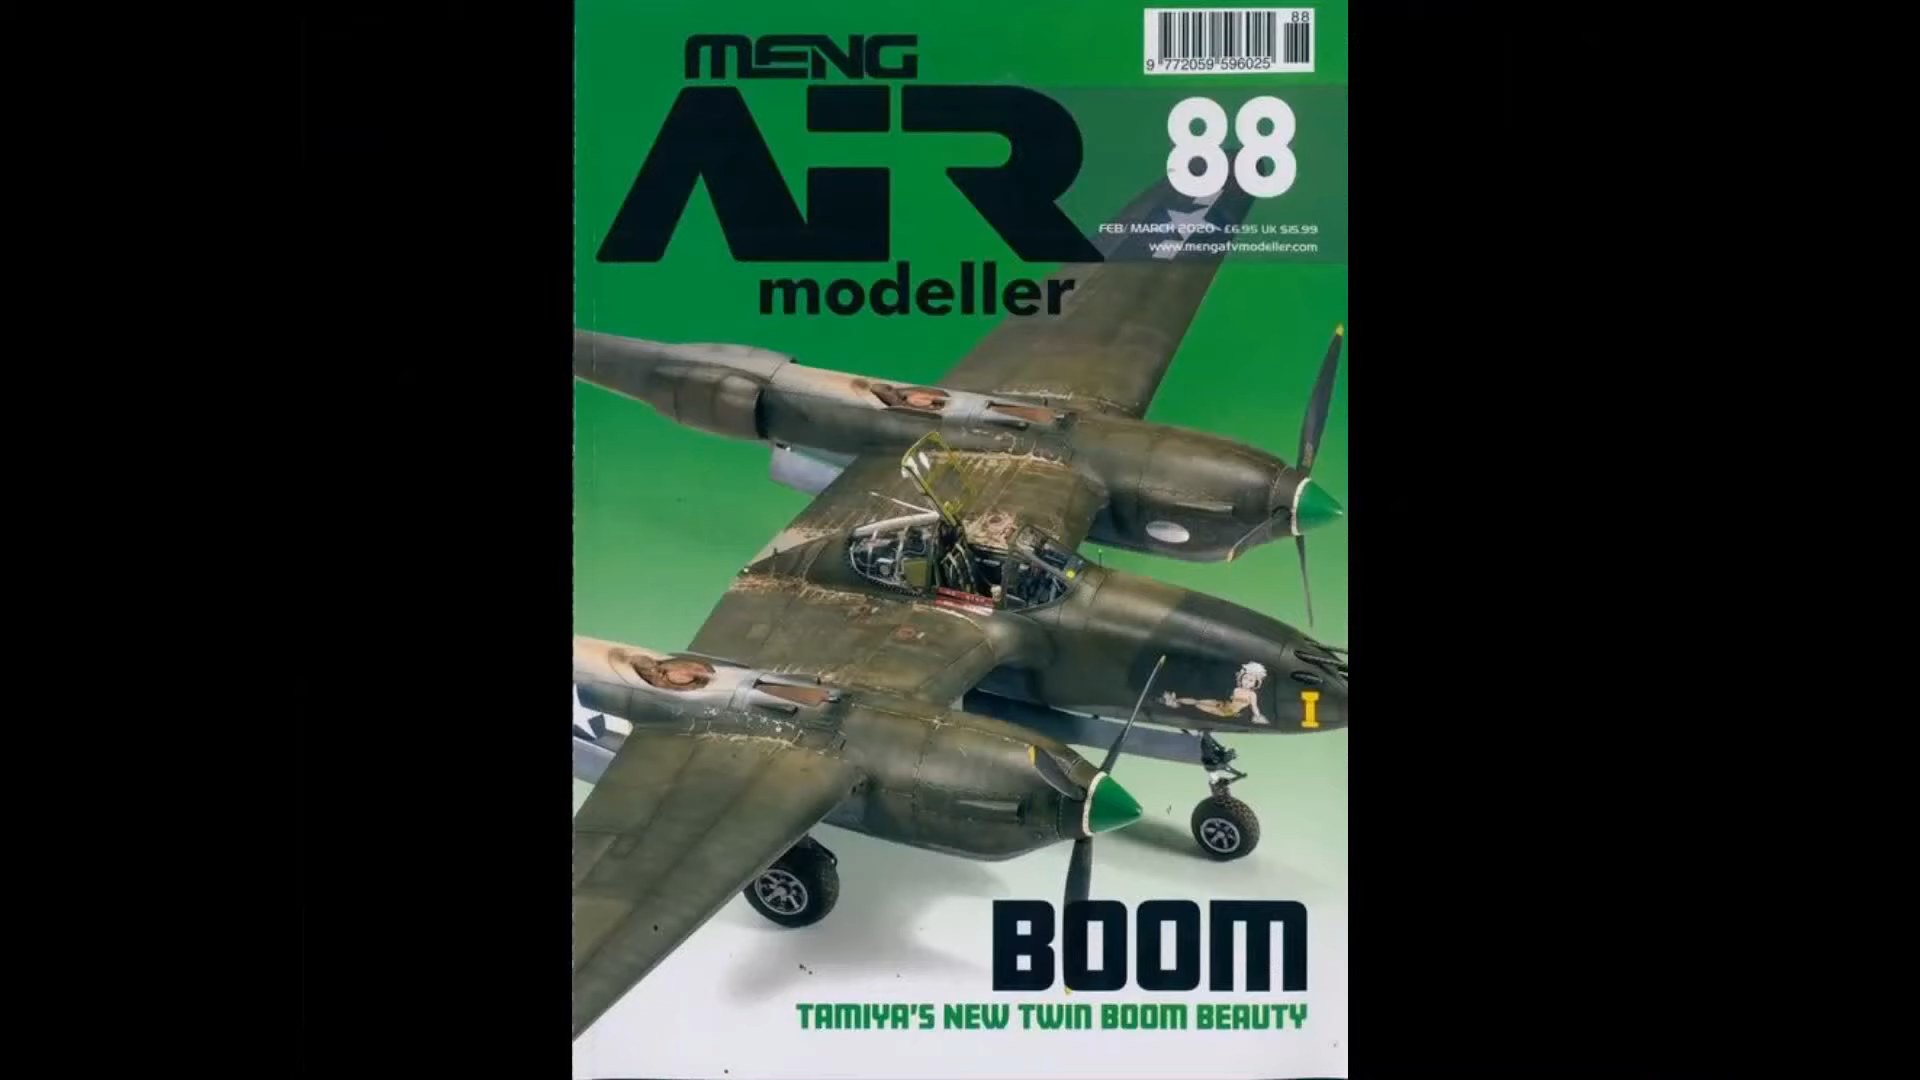 MENG
AiR
modeller
88
9 772059 596025
88
FEB/ MARCH 2020 - £6.95 UK $15.99
www.mengafvmodeller.com
I
BOOM
TAMIYA'S NEW TWIN BOOM BEAUTY